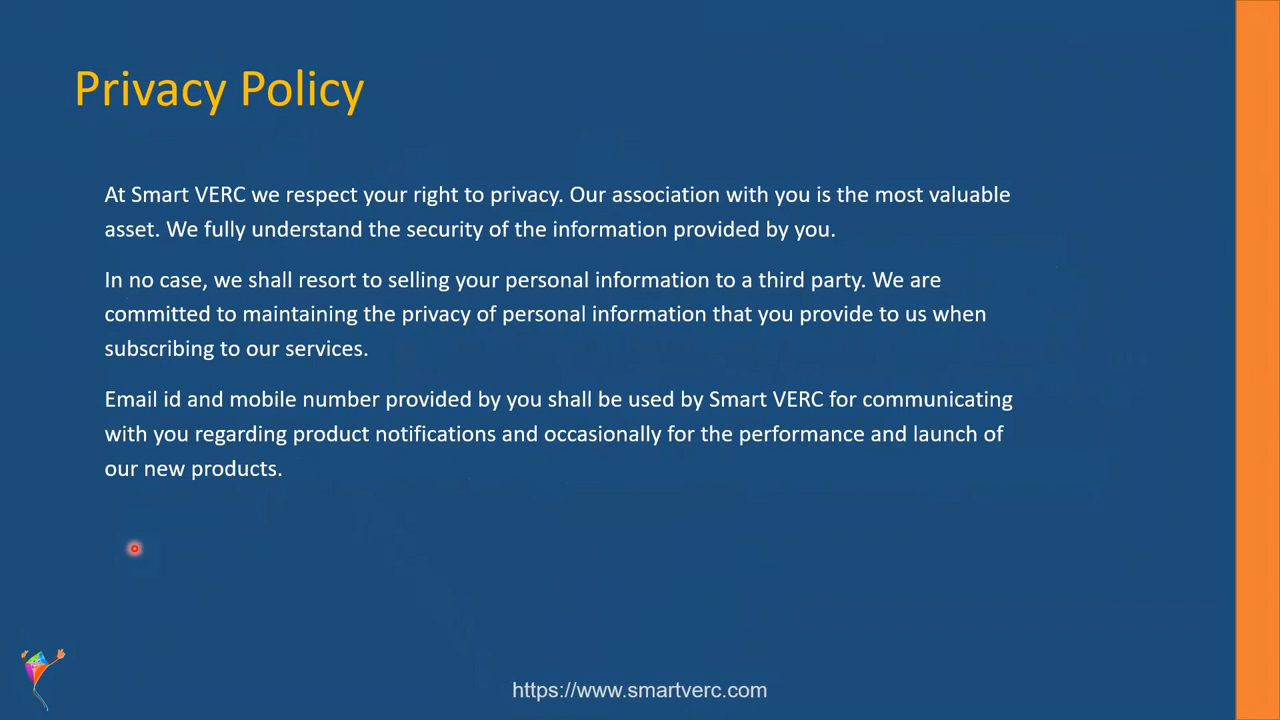 Privacy Policy
At Smart VERC we respect your right to privacy. Our association with you is the most valuable
asset. We fully understand the security of the information provided by you.
In no case, we shall resort to selling your personal information to a third party. We are
committed to maintaining the privacy of personal information that you provide to us when
subscribing to our services.
Email id and mobile number provided by you shall be used by Smart VERC for communicating
with you regarding product notifications and occasionally for the performance and launch of
our new products.
https://www.smartverc.com